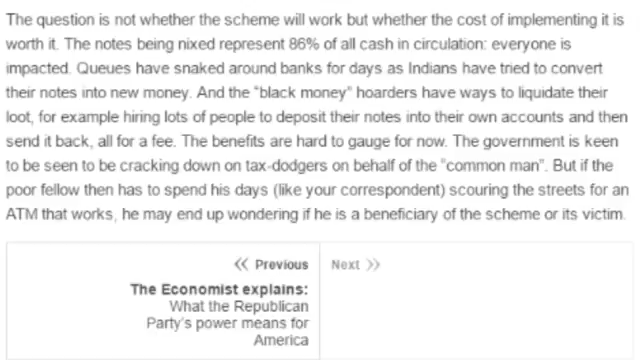 The question is not whether the scheme will work but whether the cost of implementing it is
worth it. The notes being nixed represent 86% of all cash in circulation: everyone is
impacted. Queues have snaked around banks for days as Indians have tried to convert
their notes into new money. And the “black money” hoarders have ways to liquidate their
loot, for example hiring lots of people to deposit their notes into their own accounts and then
send it back, all for a fee. The benefits are hard to gauge for now. The government is keen
to be seen to be cracking down on tax-dodgers on behalf of the “common man”. But if the
poor fellow then has to spend his days (like your correspondent) scouring the streets for an
ATM that works, he may end up wondering if he is a beneficiary of the scheme or its victim.
《 Previous
The Economist explains:
What the Republican
Party's power means for
America
Next 》